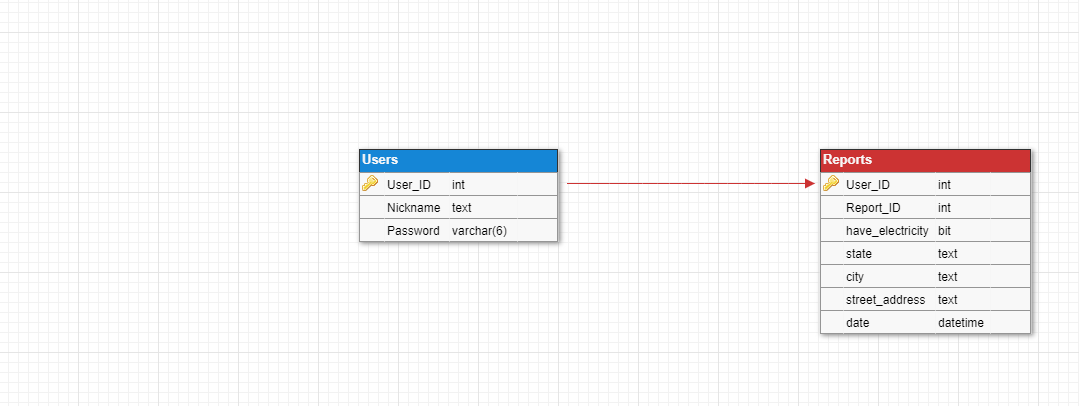 Users
User_ID int
Nickname text
Password varchar(6)
Reports
User_ID int
Report_ID int
have_electricity bit
state text
city text
street_address text
date datetime